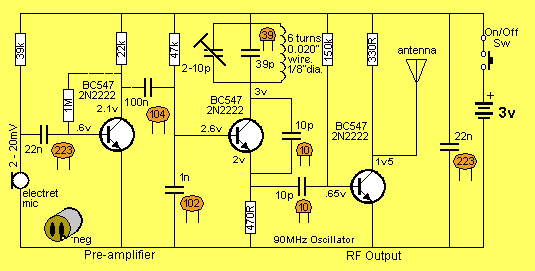 On/Off
Sw
39
6 turns
0.020"
wire.
1/8"dia.
39k
22k
47k
2-10p
39p
150k
330R
antenna
BC547
2N2222
2.1v
100n
104
1M
3v
BC547
2N2222
BC547
2N2222
+
3v
2 - 20mV
.6v
22n
223
2.6v
2v
10p
10
22n
223
1v5
electret
mic
1n
102
10p
10
.65v
470R
neg
90MHz Oscillator
Pre-amplifier
RF Output